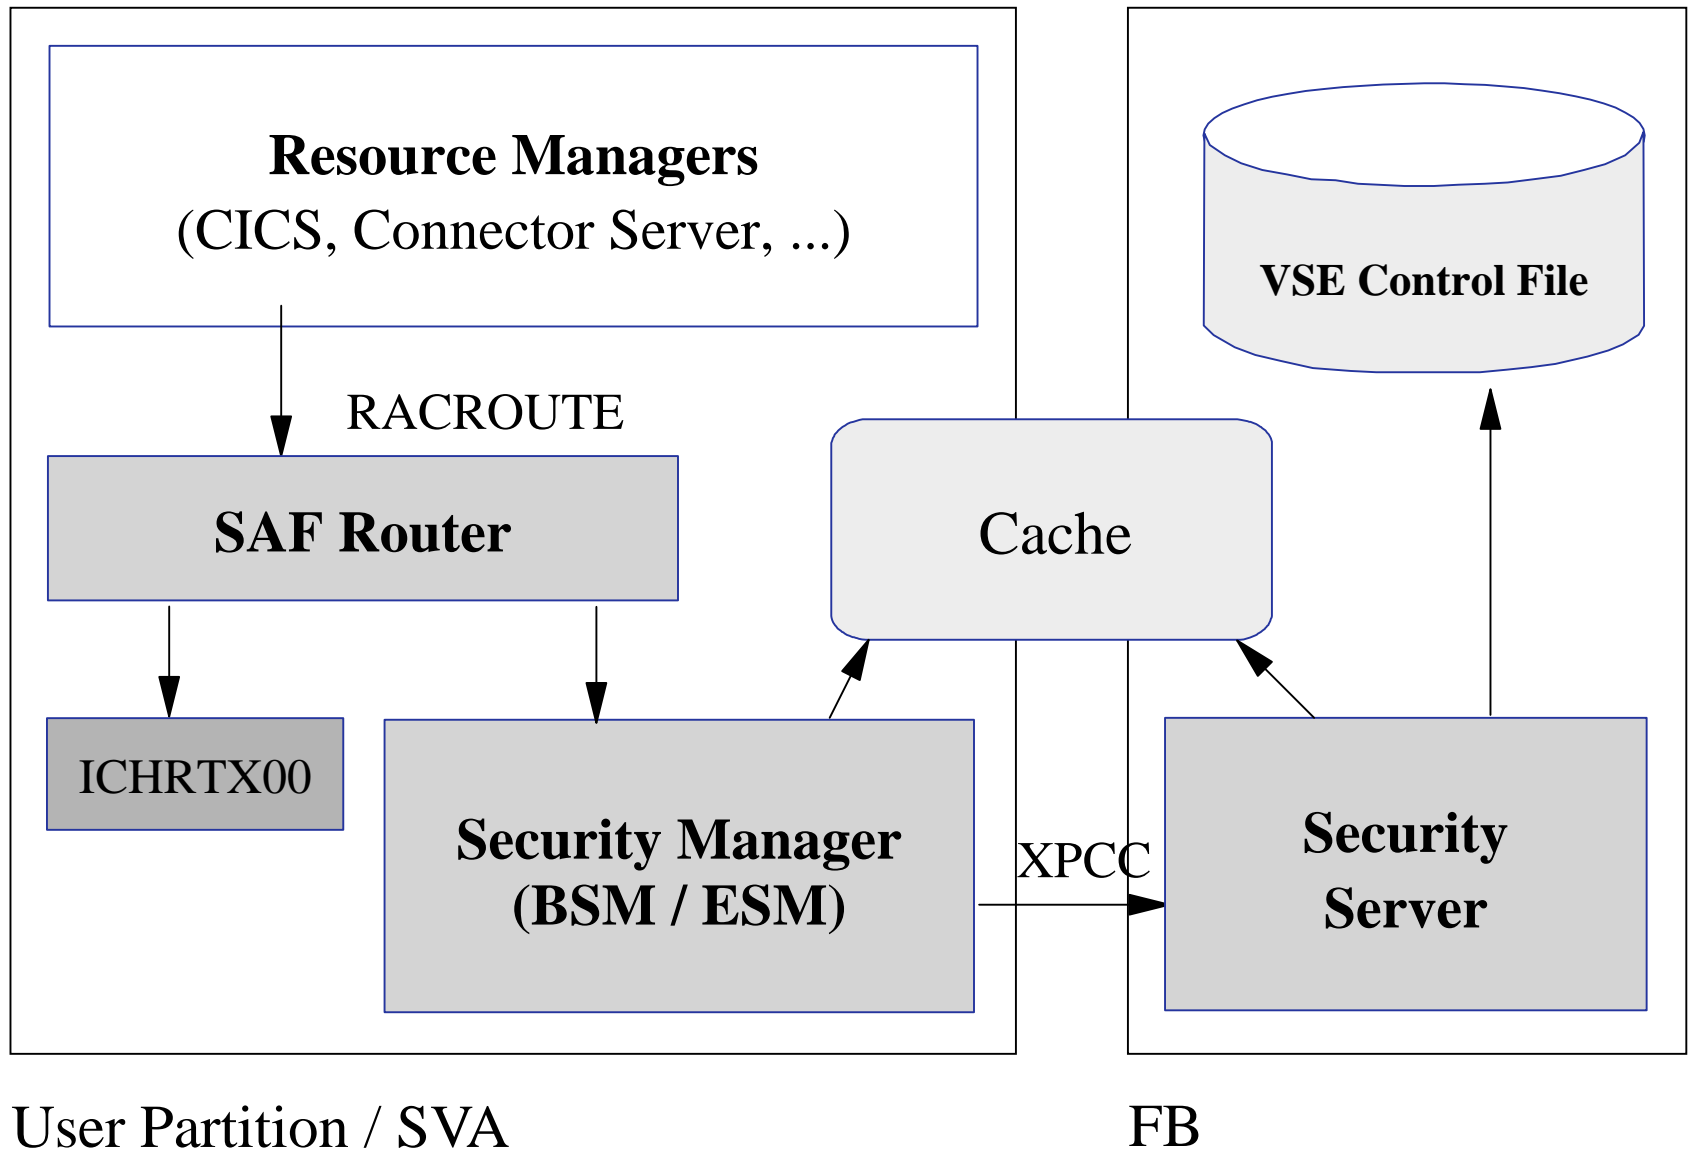 Resource Managers
(CICS, Connector Server, ...)
VSE Control File
RACROUTE
SAF Router
Cache
ICHRTX00
Security Manager
(BSM / ESM)
XPCC
Security
Server
User Partition / SVA
FB